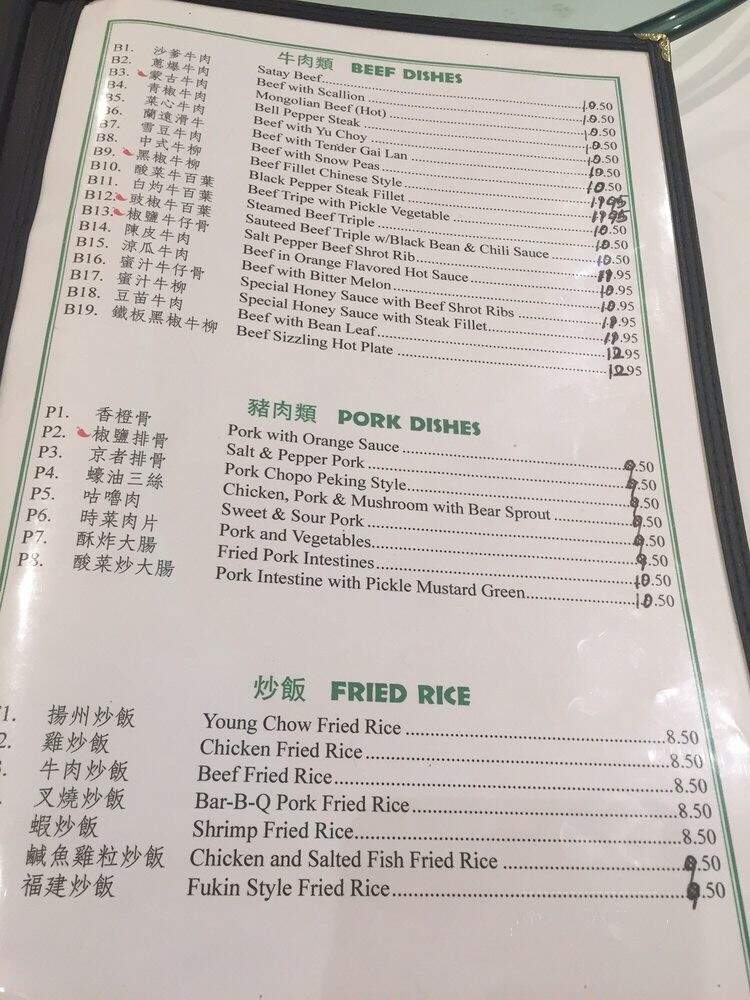 牛肉類 BEEF DISHES
B1. 沙爹牛肉 Satay Beef 10.50
B2. 蔥爆牛肉 Beef with Scallion 10.50
B3. 蒙古牛肉 Mongolian Beef (Hot) 10.50
B4. 青椒牛肉 Bell Pepper Steak 10.50
B5. 菜心牛肉 Beef with Yu Choy 10.50
B6. 蘭遠滑牛 Beef with Tender Gai Lan 10.50
B7. 雪豆牛肉 Beef with Snow Peas 10.50
B8. 中式牛柳 Beef Fillet Chinese Style
B9. 黑椒牛柳 Black Pepper Steak Fillet
B10. 酸菜牛百葉 Beef Tripe with Pickle Vegetable 10.50
B11. 白灼牛百葉 Steamed Beef Triple 10.50
B12. 豉椒牛百葉 Sauteed Beef Triple w/Black Bean & Chili Sauce 10.50
B13. 椒鹽牛仔骨 Salt Pepper Beef Shrot Rib
B14. 陳皮牛肉 Beef in Orange Flavored Hot Sauce 10.95
B15. 涼瓜牛肉 Beef with Bitter Melon 10.95
B16. 蜜汁牛仔骨 Special Honey Sauce with Beef Shrot Ribs
B17. 蜜汁牛柳 Special Honey Sauce with Steak Fillet
B18. 豆苗牛肉 Beef with Bean Leaf 12.95
B19. 鐵板黑椒牛柳 Beef Sizzling Hot Plate 12.95
豬肉類 PORK DISHES
P1. 香橙骨 Pork with Orange Sauce 9.50
P2. 椒鹽排骨 Salt & Pepper Pork 9.50
P3. 京者排骨 Pork Chopo Peking Style 9.50
P4. 蠔油三絲 Chicken, Pork & Mushroom with Bear Sprout 9.50
P5. 咕嚕肉 Sweet & Sour Pork 9.50
P6. 時菜肉片 Pork and Vegetables 9.50
P7. 酥炸大腸 Fried Pork Intestines 10.50
P8. 酸菜炒大腸 Pork Intestine with Pickle Mustard Green 10.50
炒飯 FRIED RICE
1. 揚州炒飯 Young Chow Fried Rice 8.50
2. 雞炒飯 Chicken Fried Rice 8.50
牛肉炒飯 Beef Fried Rice 8.50
叉燒炒飯 Bar-B-Q Pork Fried Rice 8.50
蝦炒飯 Shrimp Fried Rice 8.50
鹹魚雞粒炒飯 Chicken and Salted Fish Fried Rice 9.50
福建炒飯 Fukin Style Fried Rice 9.50